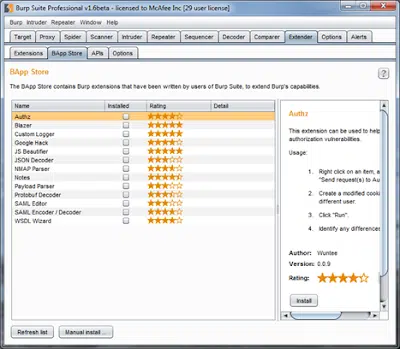 Burp Suite Professional v1.6beta - licensed to McAfee Inc [29 user license]
Burp Intruder Repeater Window Help
Target Proxy Spider Scanner Intruder Repeater Sequencer Decoder Comparer Extender Options Alerts
Extensions BApp Store APIs Options
BApp Store
?
The BApp Store contains Burp extensions that have been written by users of Burp Suite, to extend Burp's capabilities.
Name Installed Rating Detail
Authz
Blazer
Custom Logger
Google Hack
JS Beautifier
JSON Decoder
NMAP Parser
Notes
Payload Parser
Protobuf Decoder
SAML Editor
SAML Encoder / Decoder
WSDL Wizard
Authz
This extension can be used to help
authorization vulnerabilities.
Usage:
1. Right click on an item, a
"Send request(s) to Au
2. Create a modified cook
different user.
3. Click "Run".
4. Identify any differences
Author: Wuntee
Version: 0.0.9
Rating:
Install
Refresh list Manual install ...